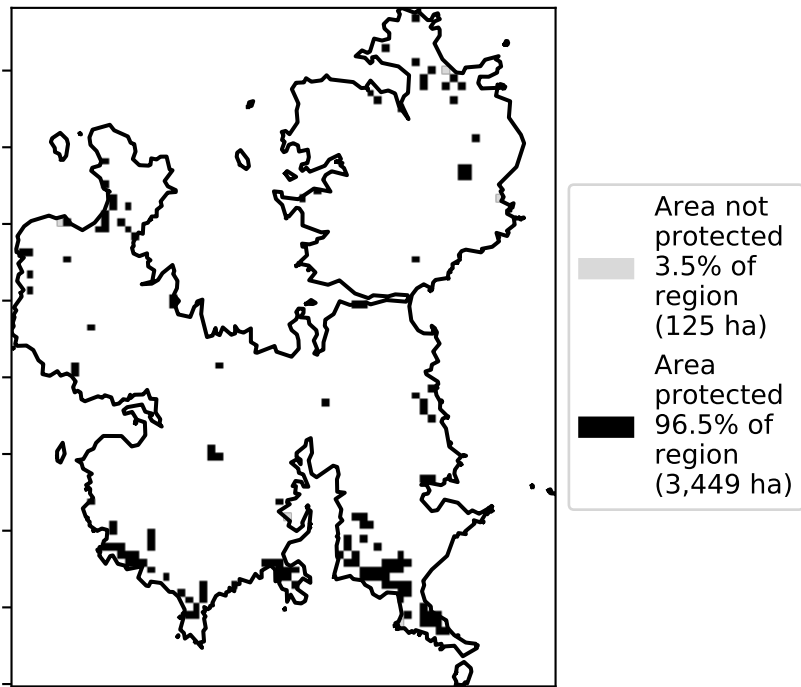 Area not
protected
3.5% of
region
(125 ha)
Area
protected
96.5% of
region
(3,449 ha)